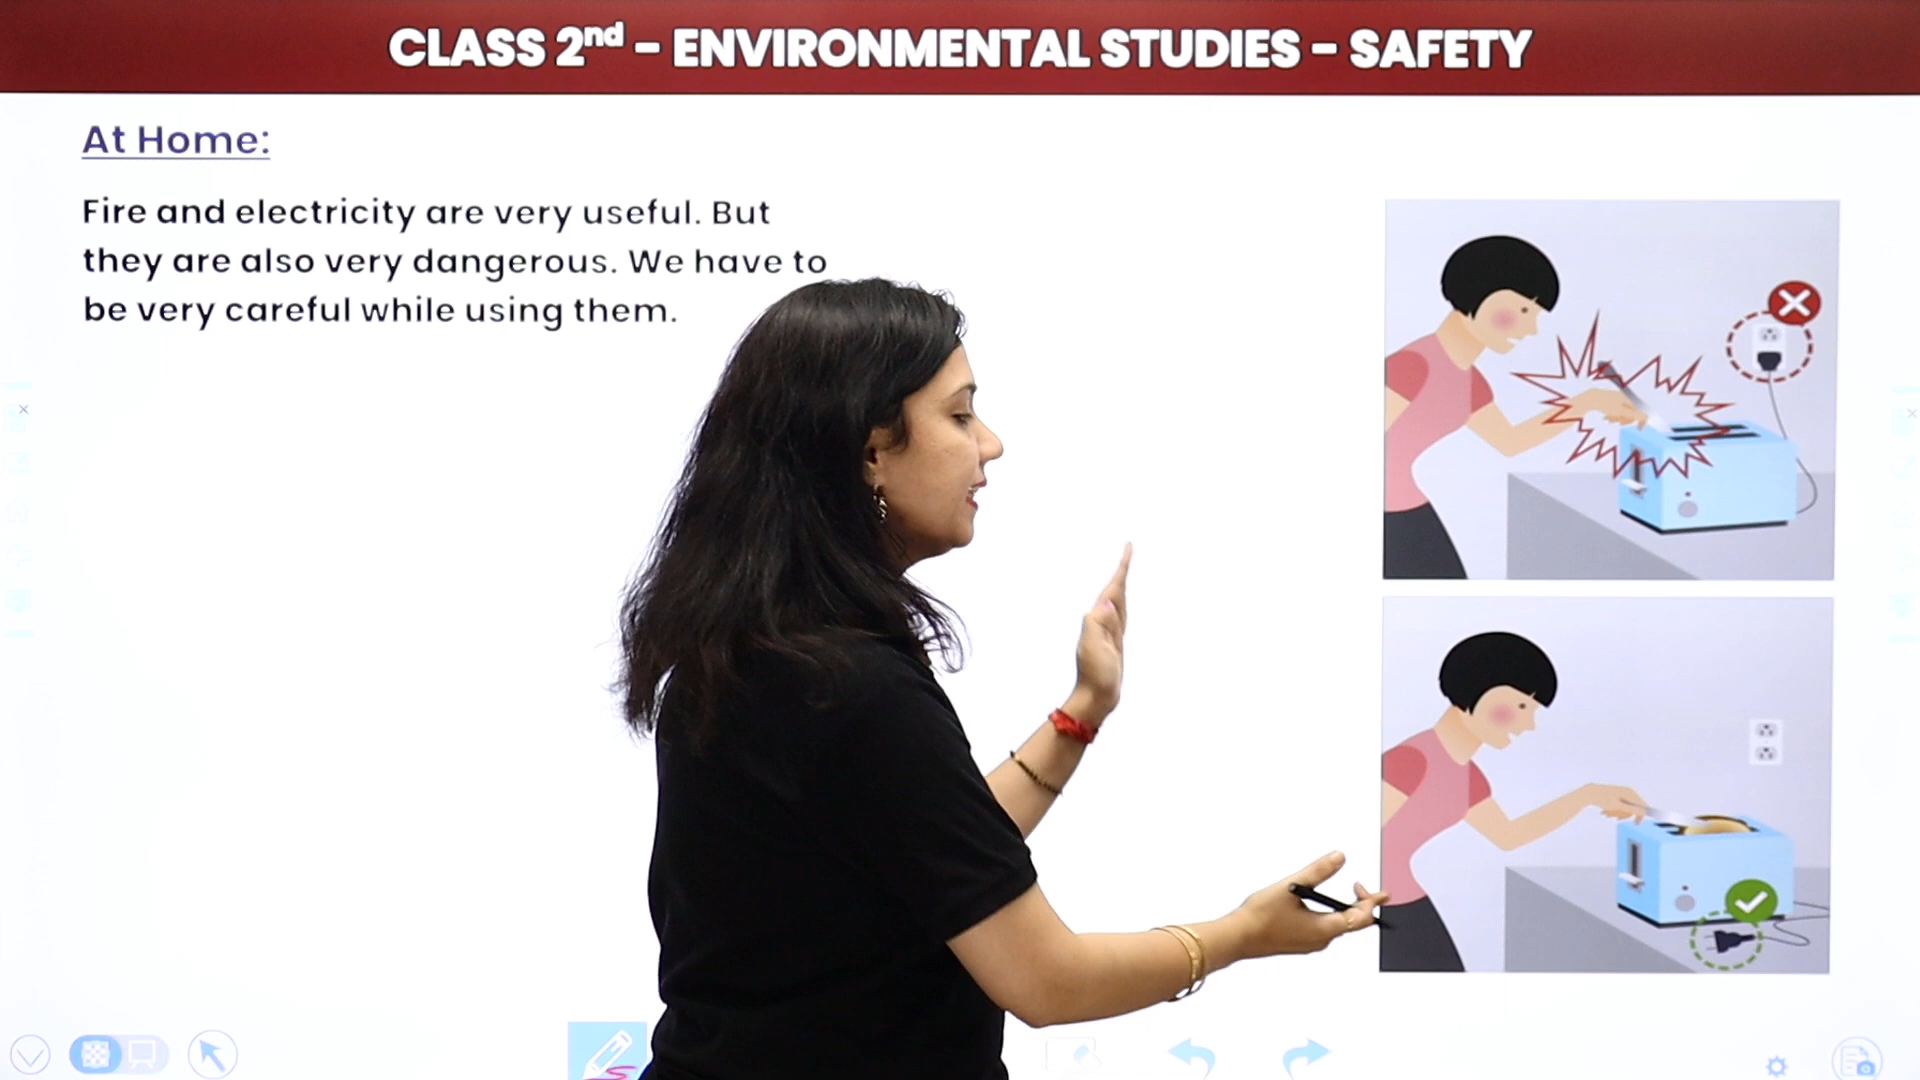 CLASS 2nd – ENVIRONMENTAL STUDIES – SAFETY
At Home:
Fire and electricity are very useful. But
they are also very dangerous. We have to
be very careful while using them.